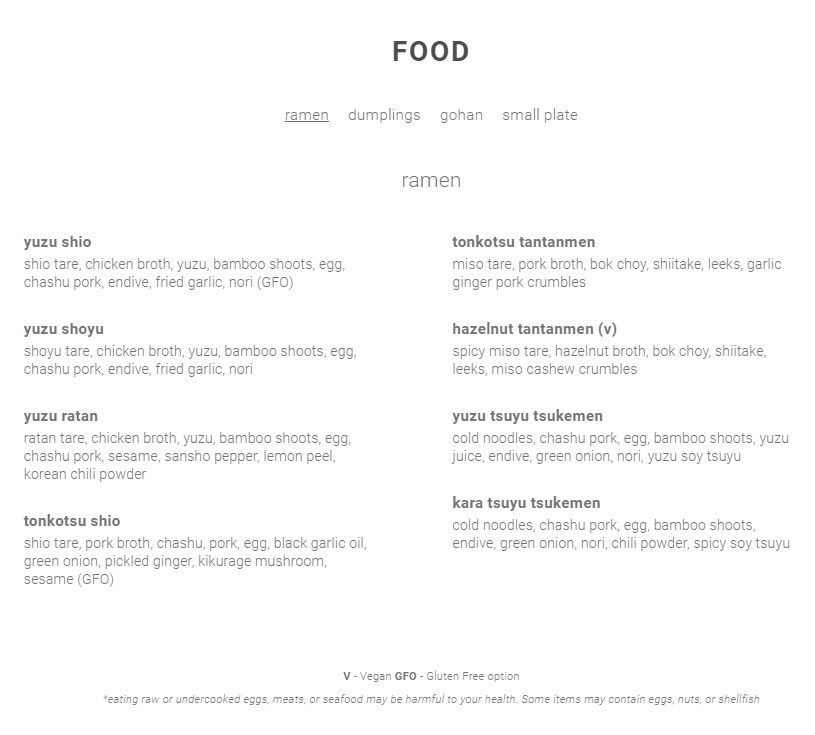 FOOD
ramen dumplings gohan small plate
ramen
yuzu shio
shio tare, chicken broth, yuzu, bamboo shoots, egg,
chashu pork, endive, fried garlic, nori (GFO)
yuzu shoyu
shoyu tare, chicken broth, yuzu, bamboo shoots, egg,
chashu pork, endive, fried garlic, nori
yuzu ratan
ratan tare, chicken broth, yuzu, bamboo shoots, egg,
chashu pork, sesame, sansho pepper, lemon peel,
korean chili powder
tonkotsu shio
shio tare, pork broth, chashu, pork, egg, black garlic oil,
green onion, pickled ginger, kikurage mushroom,
sesame (GFO)
tonkotsu tantanmen
miso tare, pork broth, bok choy, shiitake, leeks, garlic
ginger pork crumbles
hazelnut tantanmen (v)
spicy miso tare, hazelnut broth, bok choy, shiitake,
leeks, miso cashew crumbles
yuzu tsuyu tsukemen
cold noodles, chashu pork, egg, bamboo shoots, yuzu
juice, endive, green onion, nori, yuzu soy tsuyu
kara tsuyu tsukemen
cold noodles, chashu pork, egg, bamboo shoots,
endive, green onion, nori, chili powder, spicy soy tsuyu
V - Vegan GFO - Gluten Free option
*eating raw or undercooked eggs, meats, or seafood may be harmful to your health. Some items may contain eggs, nuts, or shellfish